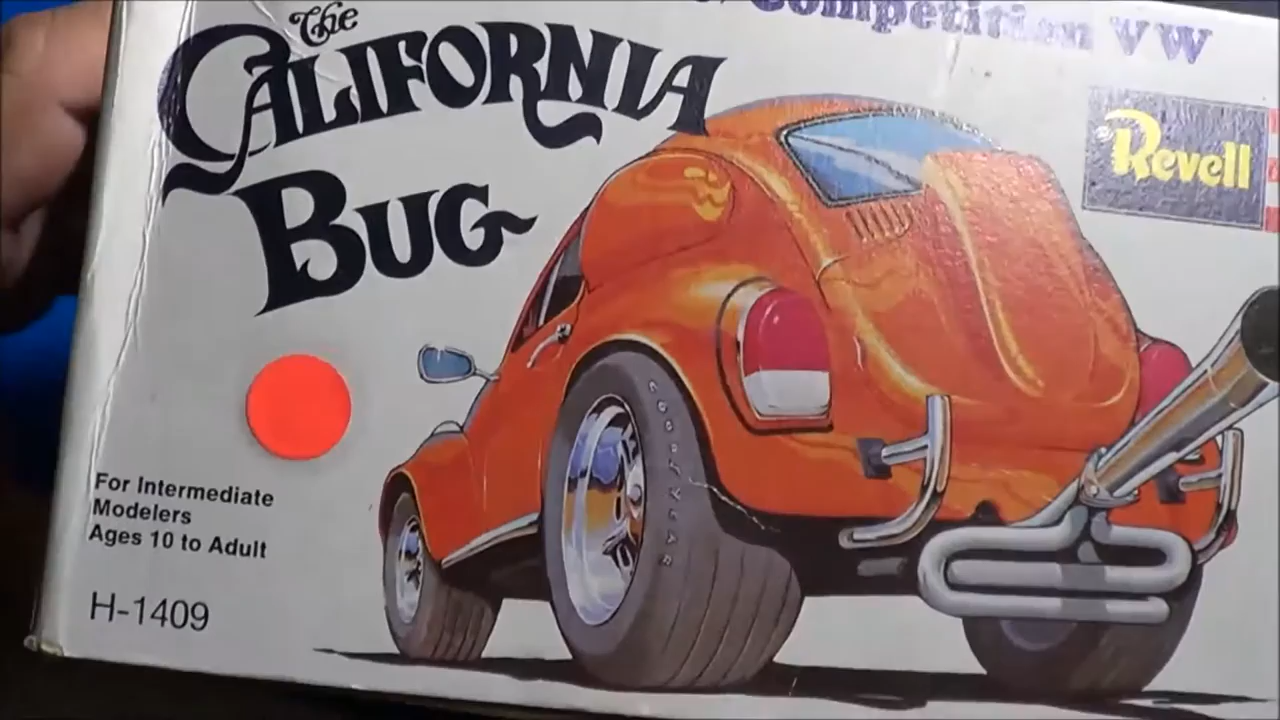 The
CALIFORNIA
BUG
Competition VW
Revell
GOODYEAR
For Intermediate
Modelers
Ages 10 to Adult
H-1409